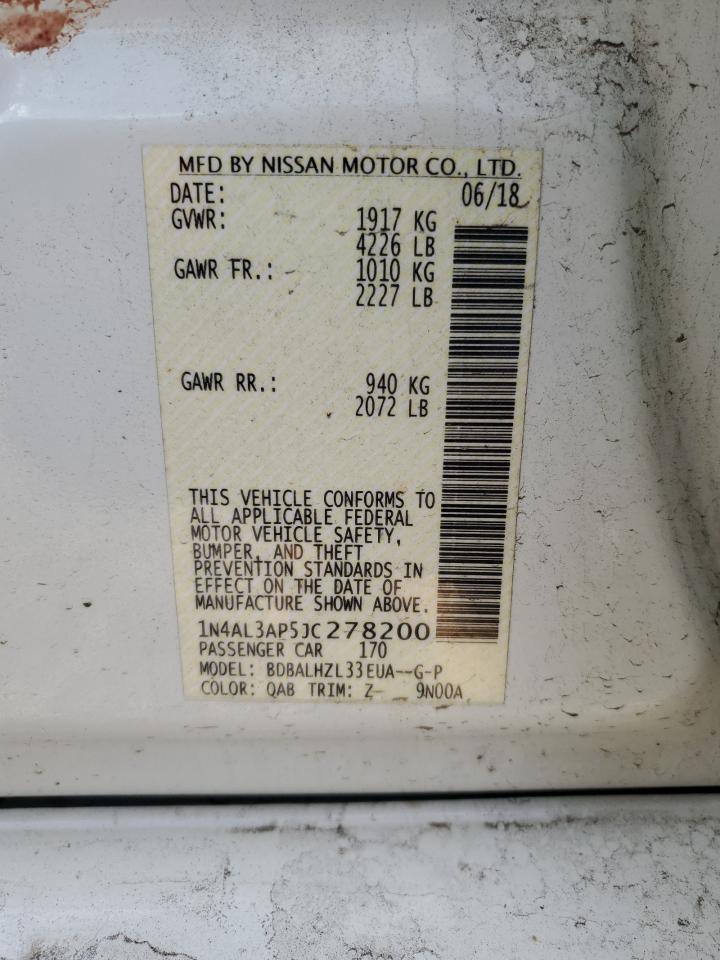 MFD BY NISSAN MOTOR CO., LTD.
DATE: 06/18
GVWR: 1917 KG
4226 LB
GAWR FR.: 1010 KG
2227 LB
GAWR RR.: 940 KG
2072 LB
THIS VEHICLE CONFORMS TO
ALL APPLICABLE FEDERAL
MOTOR VEHICLE SAFETY,
BUMPER, AND THEFT
PREVENTION STANDARDS IN
EFFECT ON THE DATE OF
MANUFACTURE SHOWN ABOVE.
1N4AL3AP5JC278200
PASSENGER CAR 170
MODEL: BDBALHZL33EUA--G-P
COLOR: QAB TRIM: Z- 9N00A